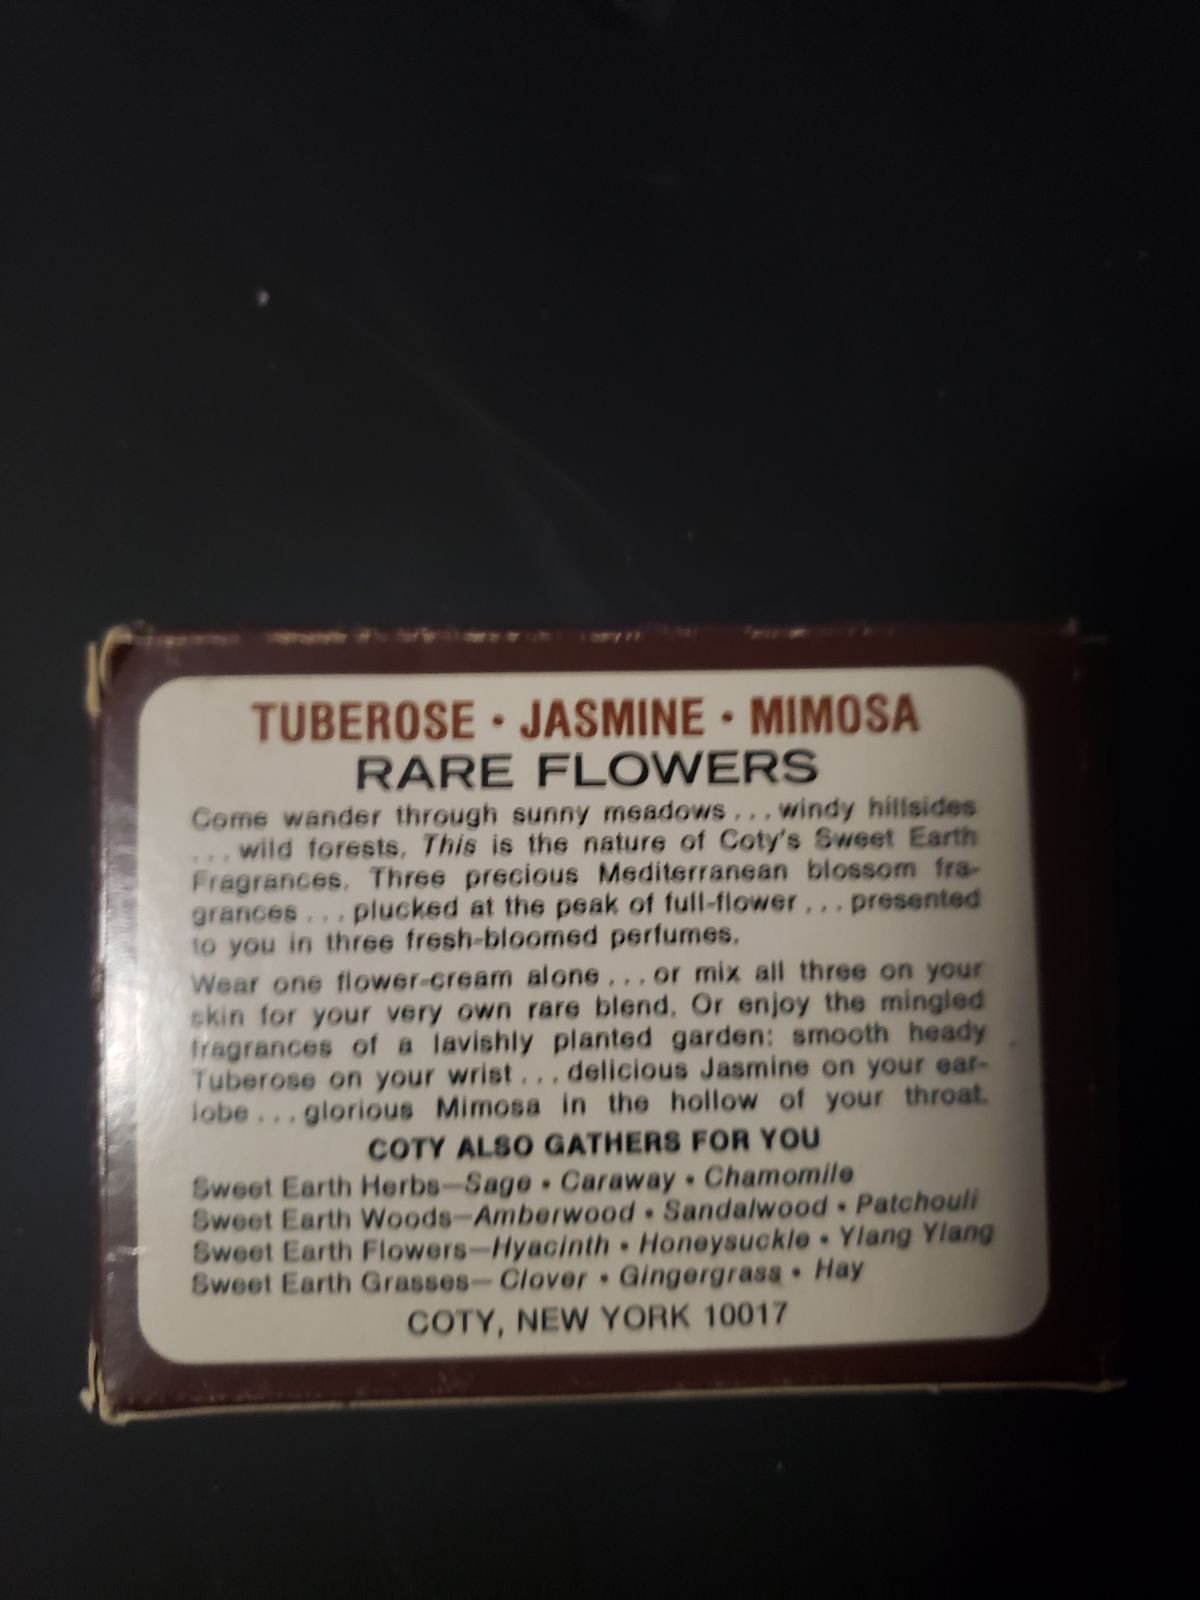 TUBEROSE • JASMINE • MIMOSA
RARE FLOWERS
Come wander through sunny meadows...windy hillsides
...wild forests. This is the nature of Coty's Sweet Earth
Fragrances. Three precious Mediterranean blossom fra-
grances...plucked at the peak of full-flower...presented
to you in three fresh-bloomed perfumes.
Wear one flower-cream alone...or mix all three on your
skin for your very own rare blend. Or enjoy the mingled
fragrances of a lavishly planted garden: smooth heady
Tuberose on your wrist...delicious Jasmine on your ear-
lobe...glorious Mimosa in the hollow of your throat.
COTY ALSO GATHERS FOR YOU
Sweet Earth Herbs—Sage • Caraway • Chamomile
Sweet Earth Woods—Amberwood • Sandalwood • Patchouli
Sweet Earth Flowers—Hyacinth • Honeysuckle • Ylang Ylang
Sweet Earth Grasses—Clover • Gingergrass • Hay
COTY, NEW YORK 10017